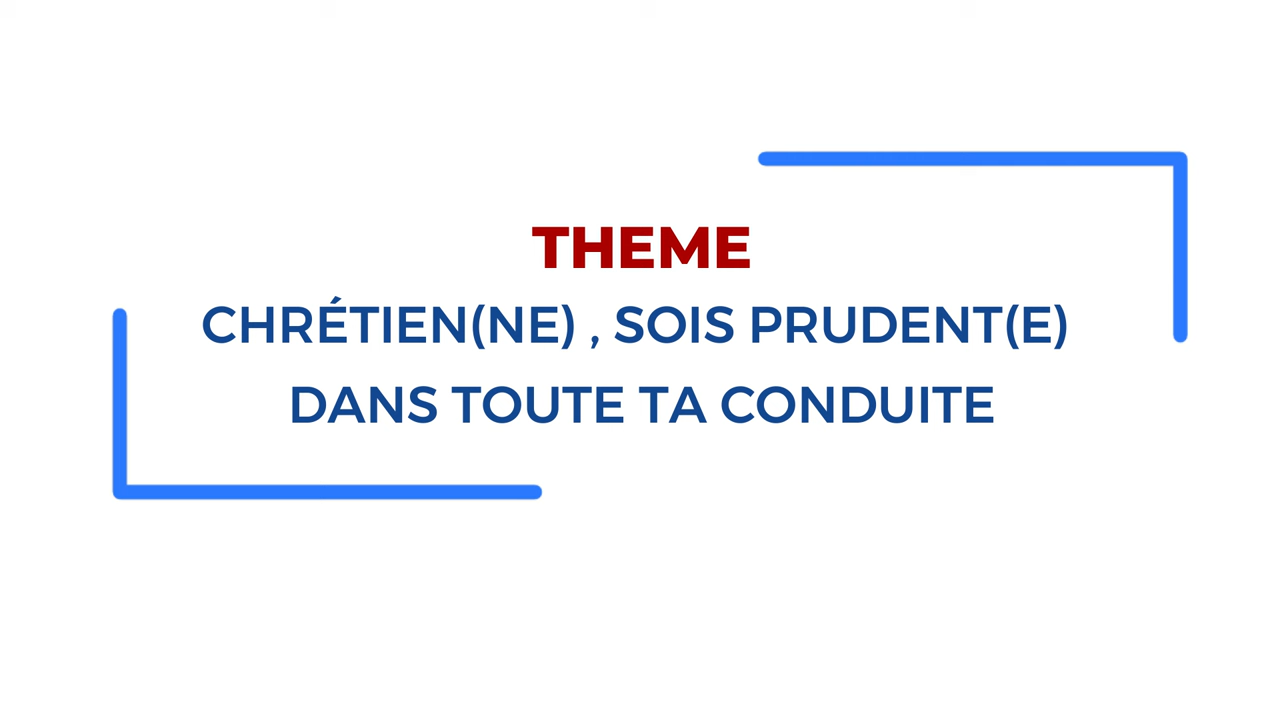 THEME
CHRÉTIEN(NE) , SOIS PRUDENT(E)
DANS TOUTE TA CONDUITE